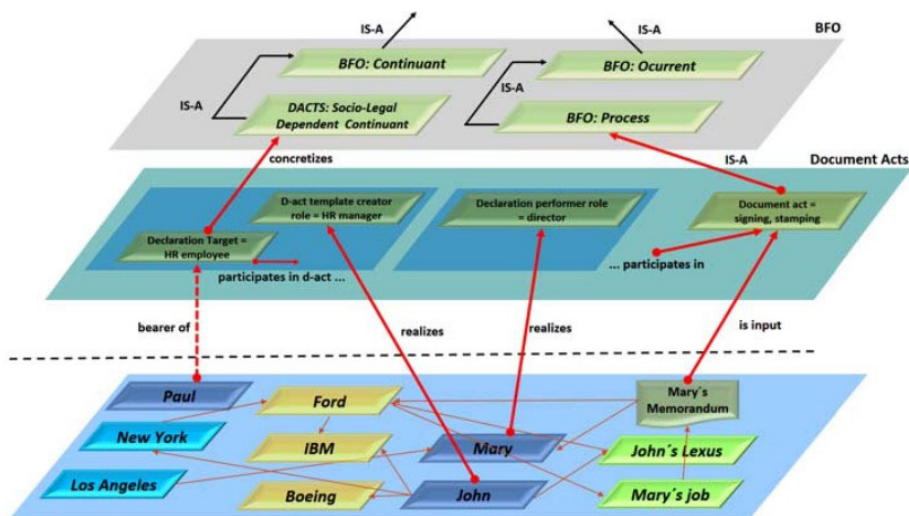 IS-A
IS-A
BFO
BFO: Continuant
BFO: Ocurrent
IS-A
IS-A
DACTS: Socio-Legal
Dependent Continuant
BFO: Process
concretizes
IS-A
Document Acts
D-act template creator
role = HR manager
Declaration performer role
= director
Document act =
signing, stamping
Declaration Target =
HR employee
participates in d-act ...
... participates in
bearer of
realizes
realizes
is input
Paul
Ford
Mary´s
Memorandum
New York
IBM
Mary
John´s Lexus
Los Angeles
Boeing
John
Mary´s job